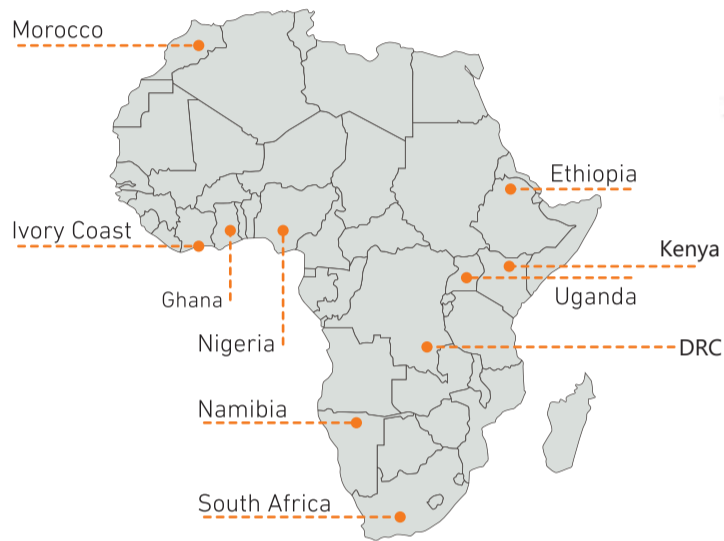 Morocco
Ethiopia
Ivory Coast
Kenya
Ghana
Uganda
Nigeria
DRC
Namibia
South Africa